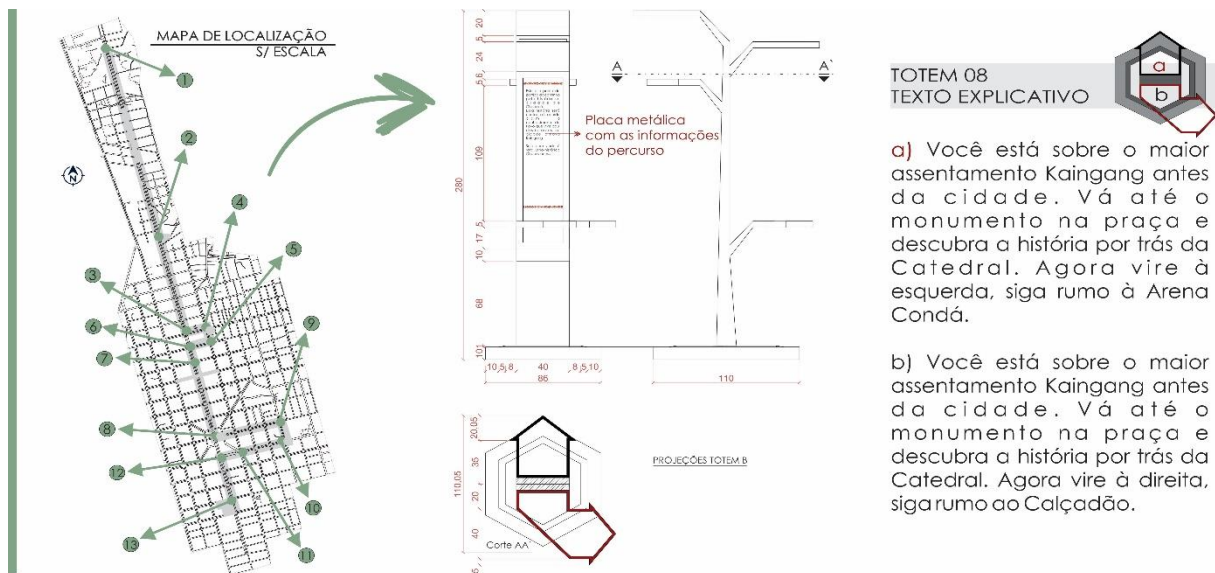 MAPA DE LOCALIZAÇÃO
S/ ESCALA
1
2
3
4
5
6
7
8
9
10
11
12
13
N
A
A'
Placa metálica
com as informações
do percurso
20
5
24
5,6
109
280
5
17
10
68
10,5,8
40
8,5,10
86
110
20,05
35
20
40
110,05
Corte AA'
PROJEÇÕES TOTEM B
TOTEM 08
TEXTO EXPLICATIVO
a
b
a) Você está sobre o maior
assentamento Kaingang antes
da cidade. Vá até o
monumento na praça e
descubra a história por trás da
Catedral. Agora vire à
esquerda, siga rumo à Arena
Condá.
b) Você está sobre o maior
assentamento Kaingang antes
da cidade. Vá até o
monumento na praça e
descubra a história por trás da
Catedral. Agora vire à direita,
siga rumo ao Calçadão.